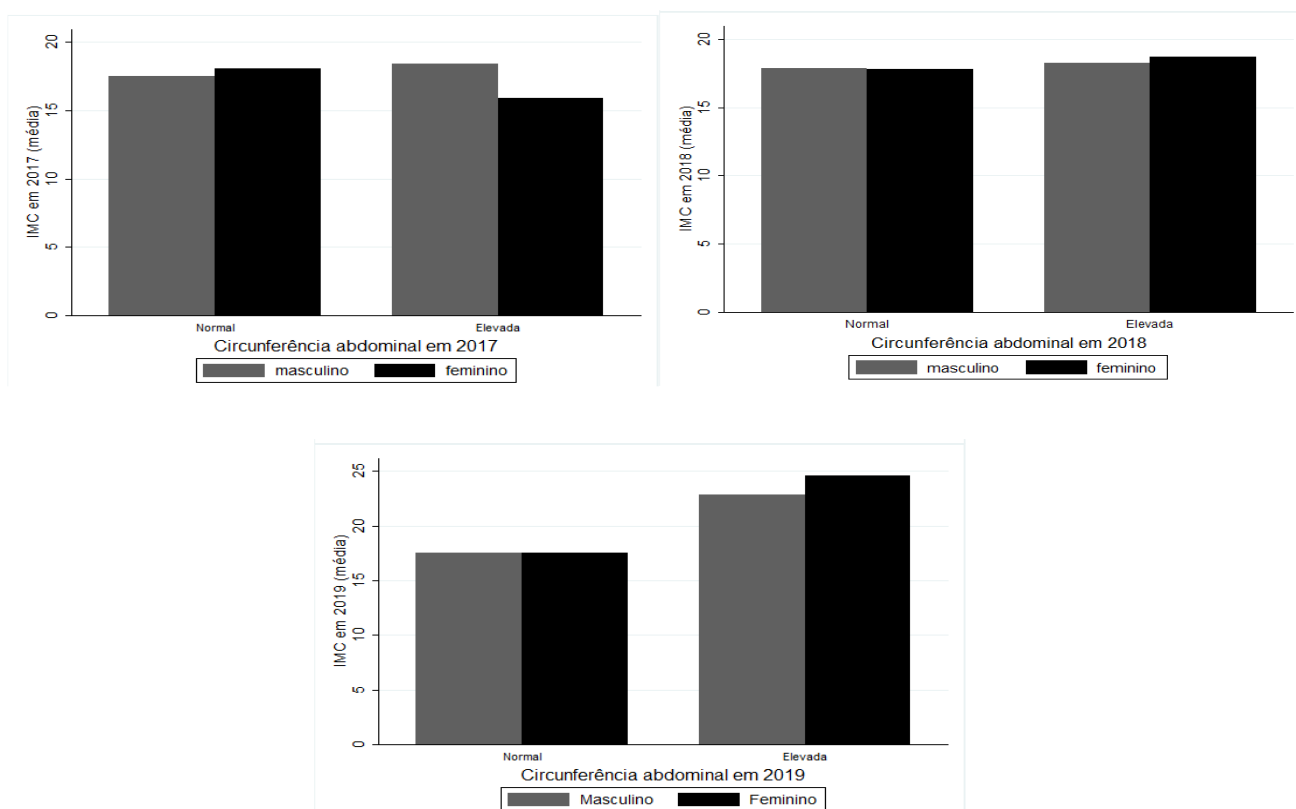 IMC em 2017 (média)
20
15
10
5
0
Normal Elevada
Circunferência abdominal em 2017
masculino feminino
IMC em 2018 (média)
20
15
10
5
0
Normal Elevada
Circunferência abdominal em 2018
masculino feminino
IMC em 2019 (média)
25
20
15
10
5
0
Normal Elevada
Circunferência abdominal em 2019
Masculino Feminino